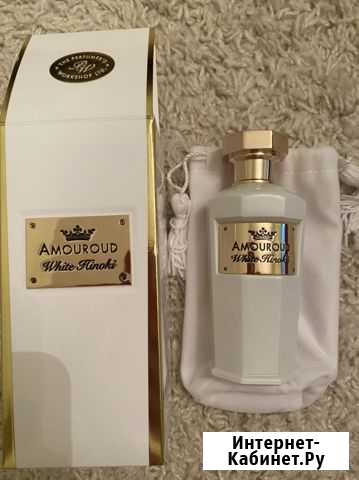 THE PERFUMER'S
WORKSHOP LTD.
AMOUROUD
White Hinoki
AMOUROUD
White Hinoki
Интернет-
Кабинет.Ру